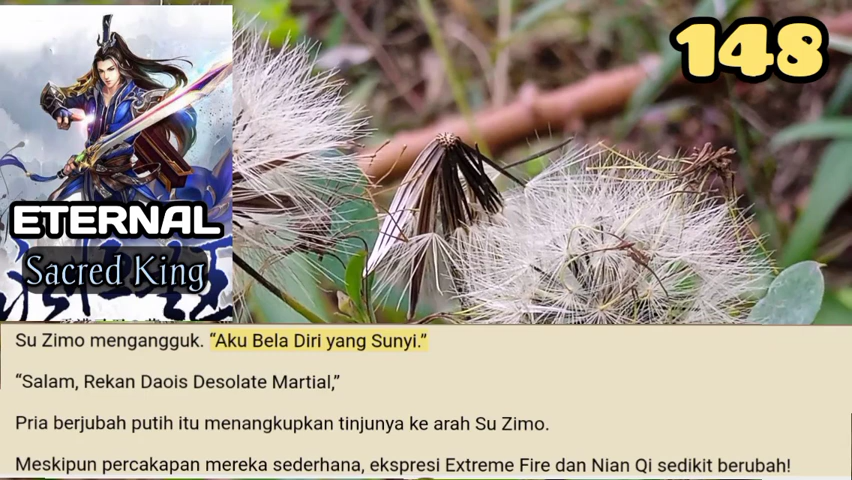 148
ETERNAL
Sacred King
Su Zimo mengangguk. “Aku Bela Diri yang Sunyi.”
“Salam, Rekan Daois Desolate Martial,”
Pria berjubah putih itu menangkupkan tinjunya ke arah Su Zimo.
Meskipun percakapan mereka sederhana, ekspresi Extreme Fire dan Nian Qi sedikit berubah!